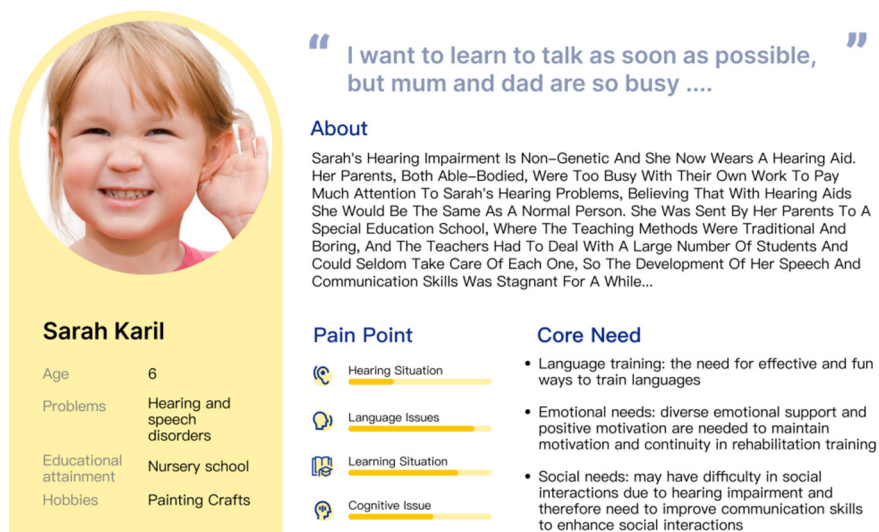 “ I want to learn to talk as soon as possible, ”
but mum and dad are so busy ....
About
Sarah's Hearing Impairment Is Non-Genetic And She Now Wears A Hearing Aid.
Her Parents, Both Able-Bodied, Were Too Busy With Their Own Work To Pay
Much Attention To Sarah's Hearing Problems, Believing That With Hearing Aids
She Would Be The Same As A Normal Person. She Was Sent By Her Parents To A
Special Education School, Where The Teaching Methods Were Traditional And
Boring, And The Teachers Had To Deal With A Large Number Of Students And
Could Seldom Take Care Of Each One, So The Development Of Her Speech And
Communication Skills Was Stagnant For A While...
Sarah Karil
Age 6
Problems Hearing and
speech
disorders
Educational
attainment Nursery school
Hobbies Painting Crafts
Pain Point
Hearing Situation
Language Issues
Learning Situation
Cognitive Issue
Core Need
• Language training: the need for effective and fun
ways to train languages
• Emotional needs: diverse emotional support and
positive motivation are needed to maintain
motivation and continuity in rehabilitation training
• Social needs: may have difficulty in social
interactions due to hearing impairment and
therefore need to improve communication skills
to enhance social interactions